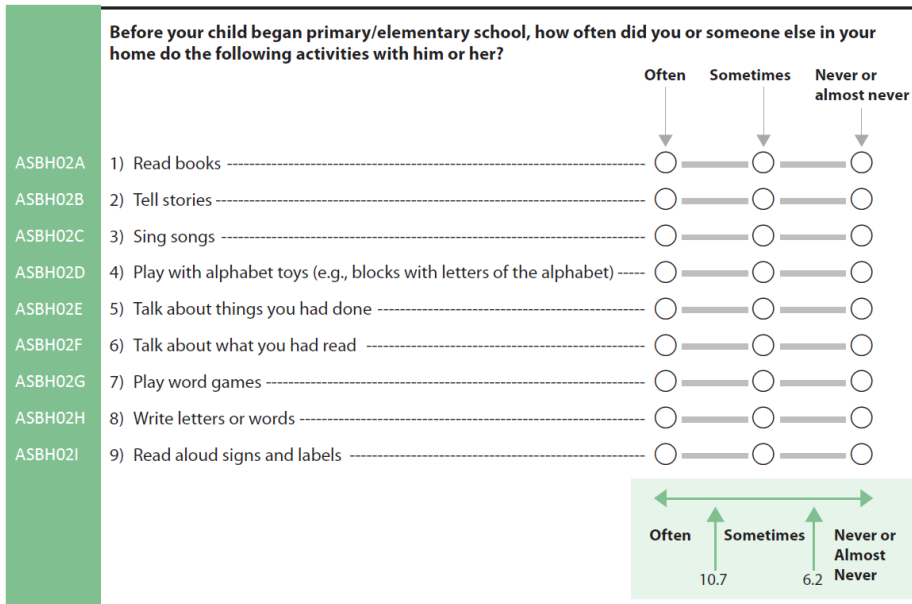 Before your child began primary/elementary school, how often did you or someone else in your
home do the following activities with him or her?
Often Sometimes Never or
almost never
ASBH02A 1) Read books
ASBH02B 2) Tell stories
ASBH02C 3) Sing songs
ASBH02D 4) Play with alphabet toys (e.g., blocks with letters of the alphabet)
ASBH02E 5) Talk about things you had done
ASBH02F 6) Talk about what you had read
ASBH02G 7) Play word games
ASBH02H 8) Write letters or words
ASBH02I 9) Read aloud signs and labels
Often Sometimes Never or
Almost
10.7 6.2 Never